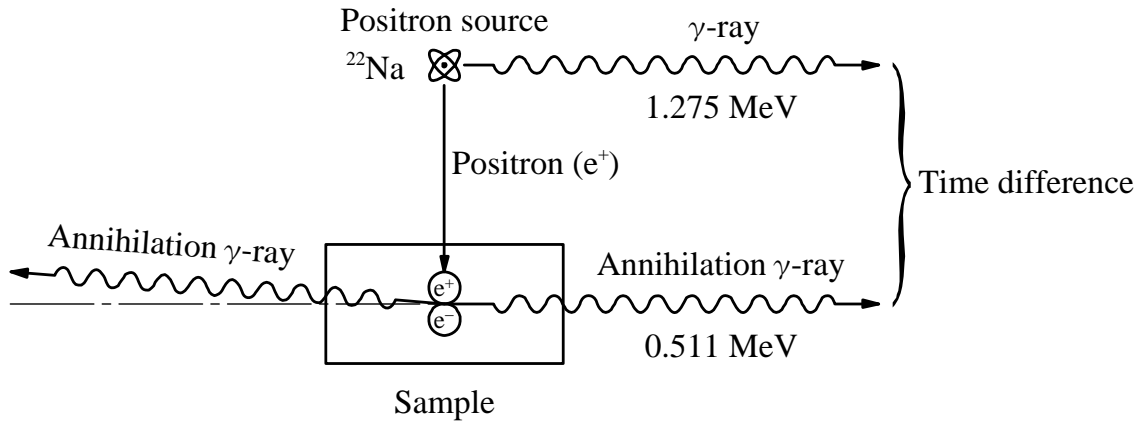 Positron source
γ-ray
²²Na
1.275 MeV
Positron (e⁺)
Time difference
Annihilation γ-ray
Annihilation γ-ray
e⁺
e⁻
0.511 MeV
Sample